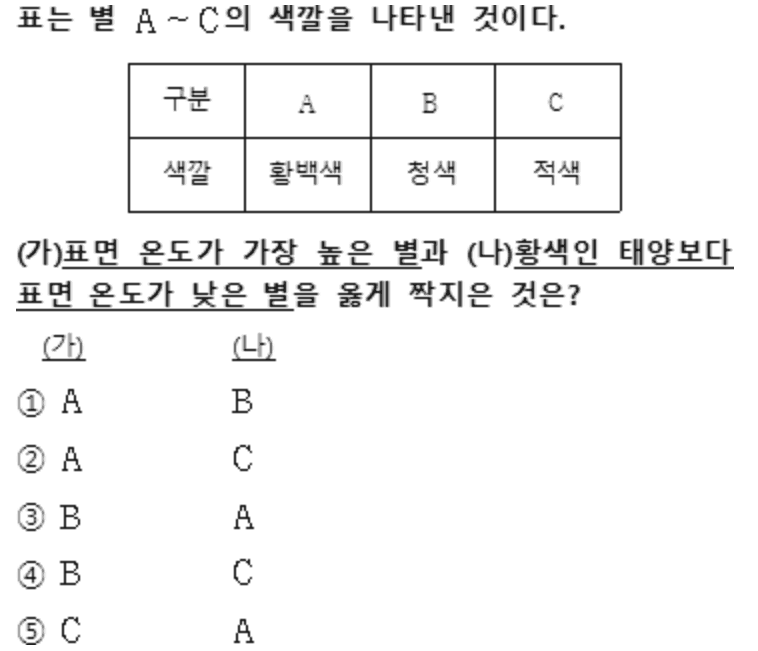 표는 별 A ~ C의 색깔을 나타낸 것이다.
구분 A B C
색깔 황백색 청색 적색
(가)표면 온도가 가장 높은 별과 (나)황색인 태양보다
표면 온도가 낮은 별을 옳게 짝지은 것은?
(가) (나)
① A B
② A C
③ B A
④ B C
⑤ C A